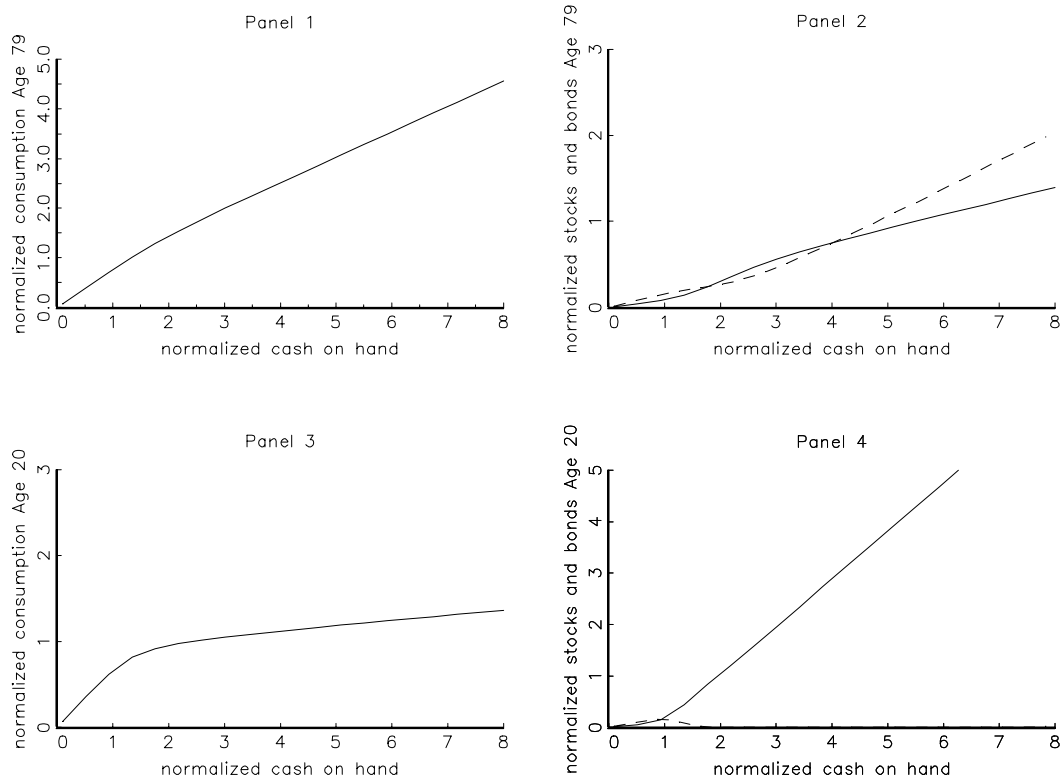 Panel 1
normalized consumption Age 79
5.0
4.0
3.0
2.0
1.0
0.0
0 1 2 3 4 5 6 7 8
normalized cash on hand
Panel 2
normalized stocks and bonds Age 79
3
2
1
0
0 1 2 3 4 5 6 7 8
normalized cash on hand
Panel 3
normalized consumption Age 20
3
2
1
0
0 1 2 3 4 5 6 7 8
normalized cash on hand
Panel 4
normalized stocks and bonds Age 20
5
4
3
2
1
0
0 1 2 3 4 5 6 7 8
normalized cash on hand